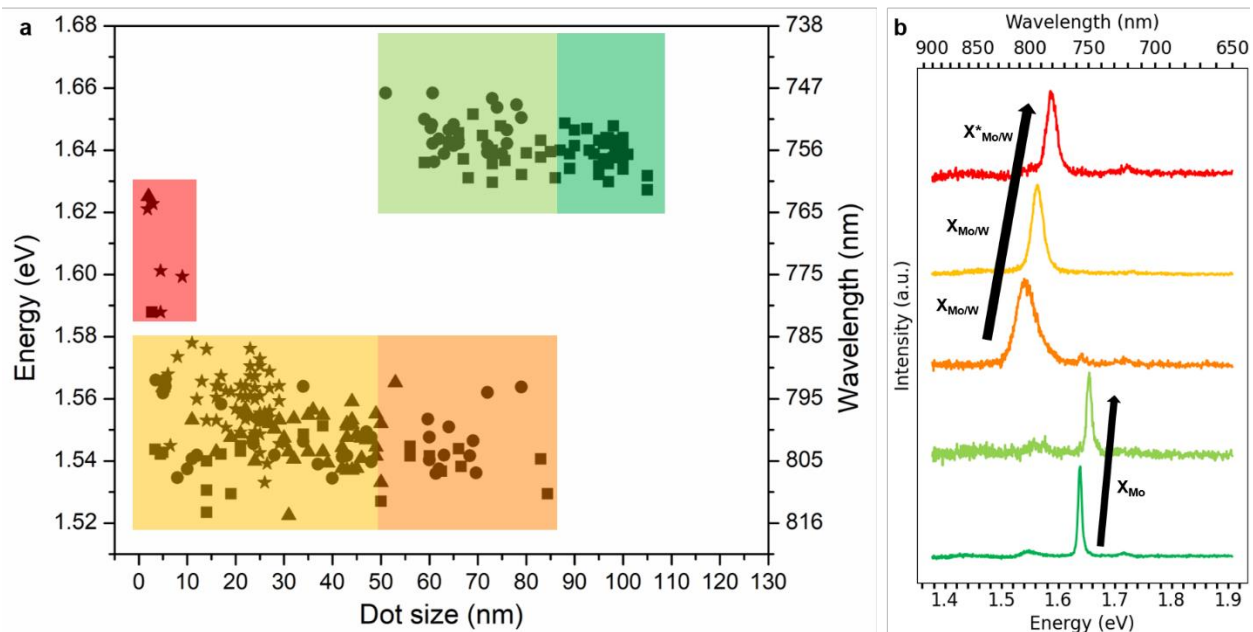 a
1.68
1.66
1.64
1.62
1.60
1.58
1.56
1.54
1.52
Energy (eV)
738
747
756
765
775
785
795
805
816
Wavelength (nm)
0 10 20 30 40 50 60 70 80 90 100 110 120 130
Dot size (nm)
b
Wavelength (nm)
900 850 800 750 700 650
Intensity (a.u.)
X*Mo/W
XMo/W
XMo/W
XMo
1.4 1.5 1.6 1.7 1.8 1.9
Energy (eV)